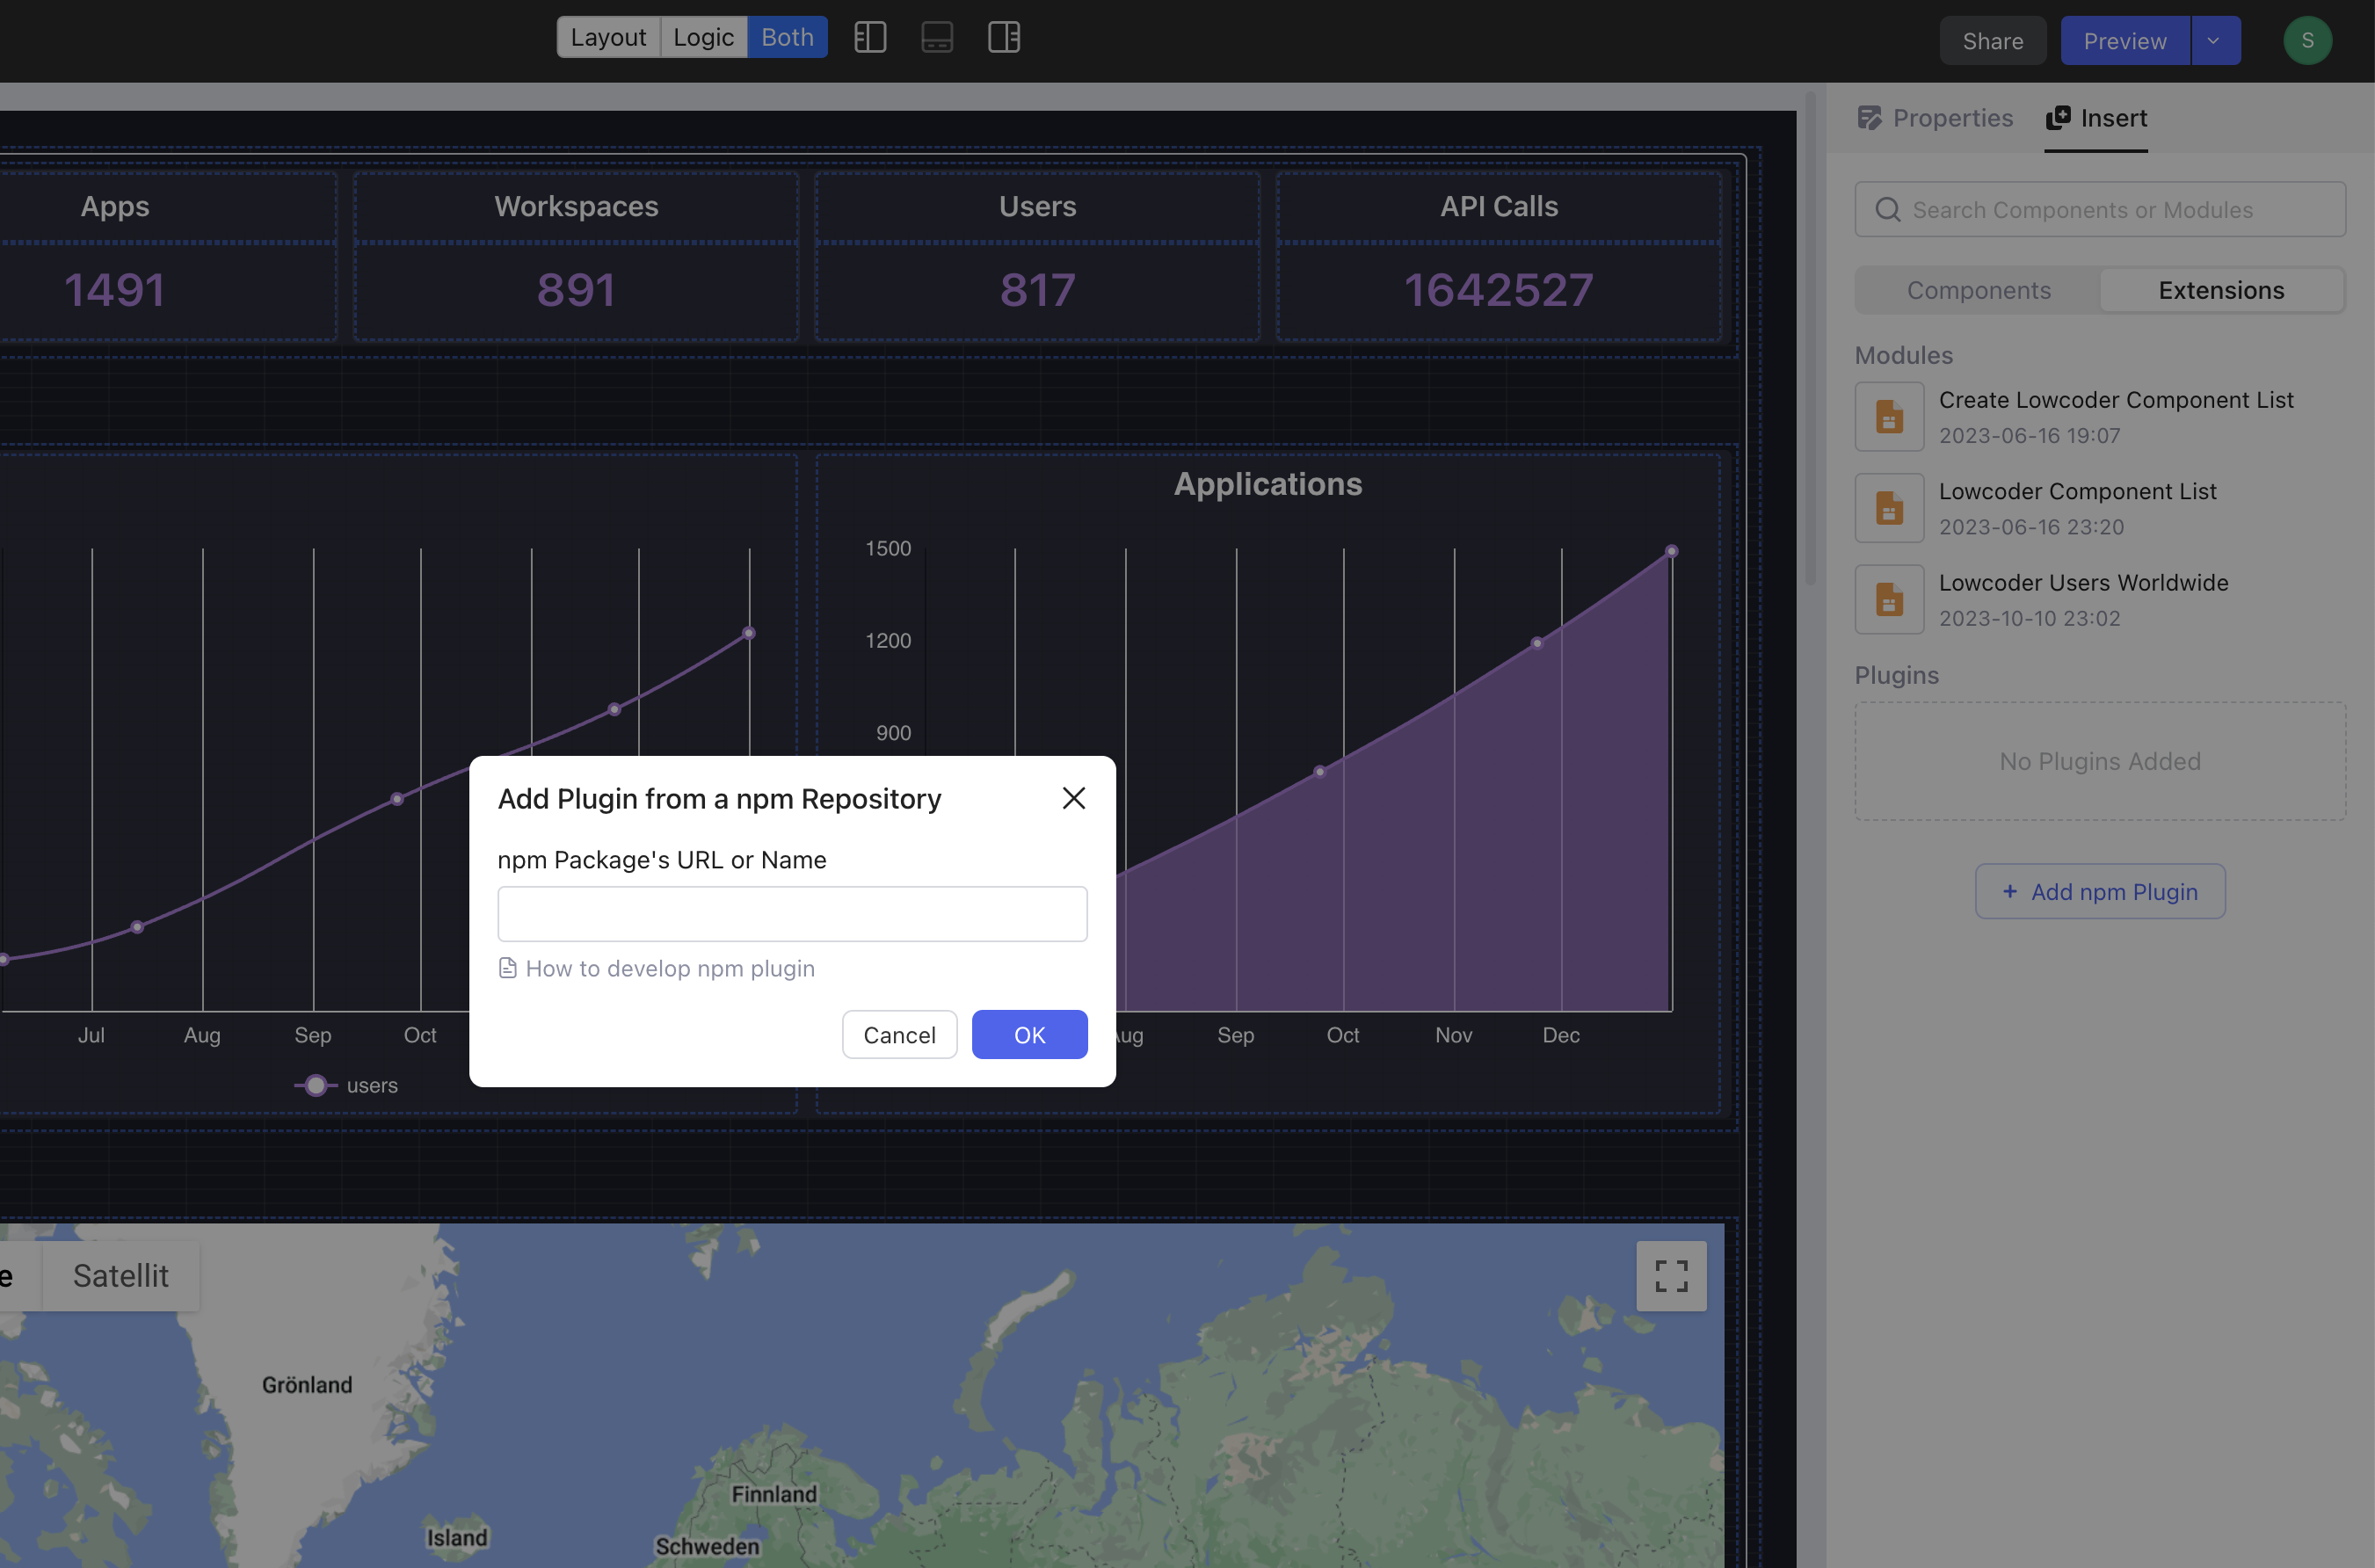 Layout Logic Both
Share Preview S
Properties Insert
Search Components or Modules
Components Extensions
Modules
Create Lowcoder Component List
2023-06-16 19:07
Lowcoder Component List
2023-06-16 23:20
Lowcoder Users Worldwide
2023-10-10 23:02
Plugins
No Plugins Added
+ Add npm Plugin
Apps Workspaces Users API Calls
1491 891 817 1642527
Applications
1500
1200
900
Jul Aug Sep Oct
users
Sep Oct Nov Dec
Add Plugin from a npm Repository
npm Package's URL or Name
How to develop npm plugin
Cancel OK
Satellit
Grönland
Finnland
Island
Schweden